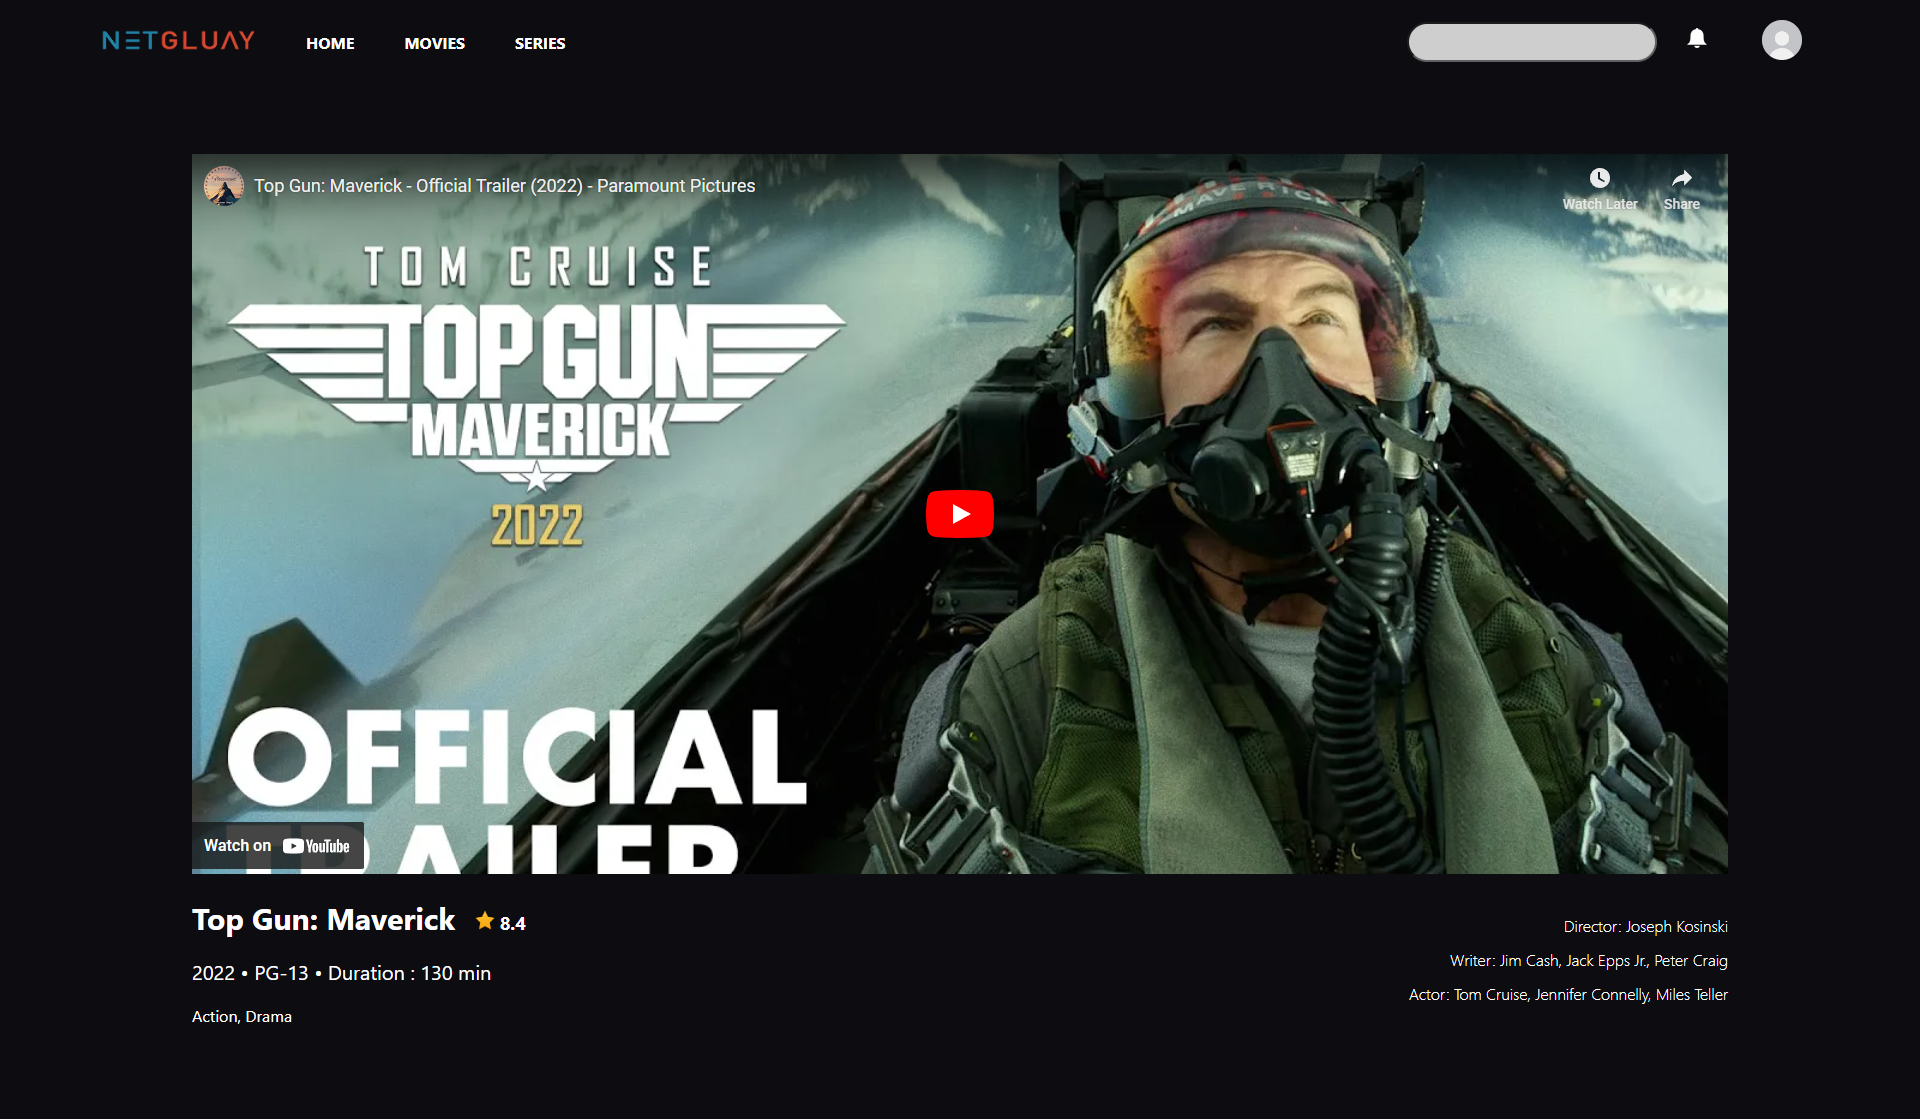 NETGLUAY
HOME
MOVIES
SERIES
Top Gun: Maverick - Official Trailer (2022) - Paramount Pictures
Watch Later
Share
MAVERICK
TOM CRUISE
TOP GUN
MAVERICK
2022
OFFICIAL
TRAILER
Watch on YouTube
Top Gun: Maverick 8.4
2022 • PG-13 • Duration : 130 min
Action, Drama
Director: Joseph Kosinski
Writer: Jim Cash, Jack Epps Jr., Peter Craig
Actor: Tom Cruise, Jennifer Connelly, Miles Teller